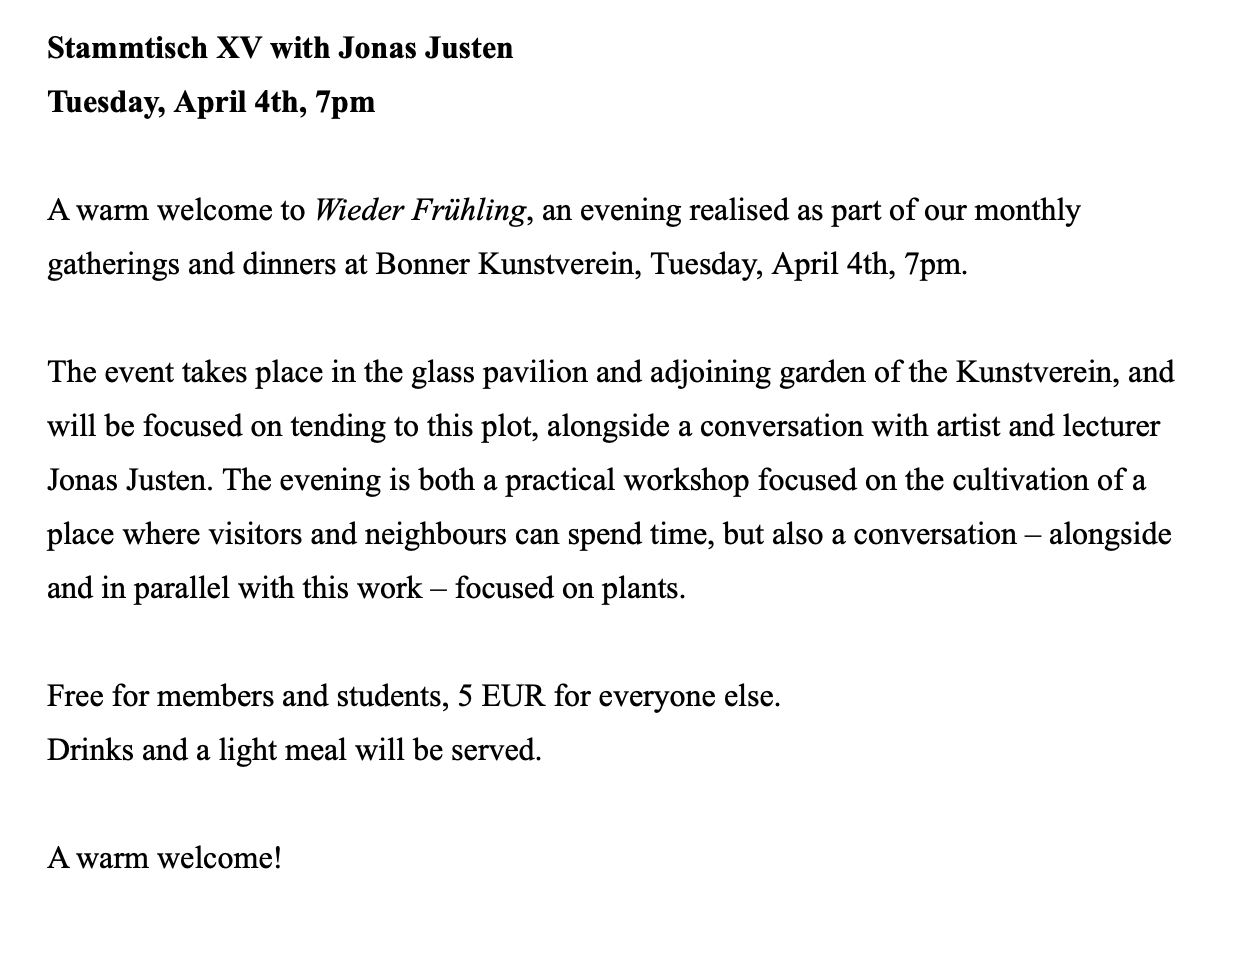 Stammtisch XV with Jonas Justen
Tuesday, April 4th, 7pm
A warm welcome to Wieder Frühling, an evening realised as part of our monthly
gatherings and dinners at Bonner Kunstverein, Tuesday, April 4th, 7pm.
The event takes place in the glass pavilion and adjoining garden of the Kunstverein, and
will be focused on tending to this plot, alongside a conversation with artist and lecturer
Jonas Justen. The evening is both a practical workshop focused on the cultivation of a
place where visitors and neighbours can spend time, but also a conversation – alongside
and in parallel with this work – focused on plants.
Free for members and students, 5 EUR for everyone else.
Drinks and a light meal will be served.
A warm welcome!